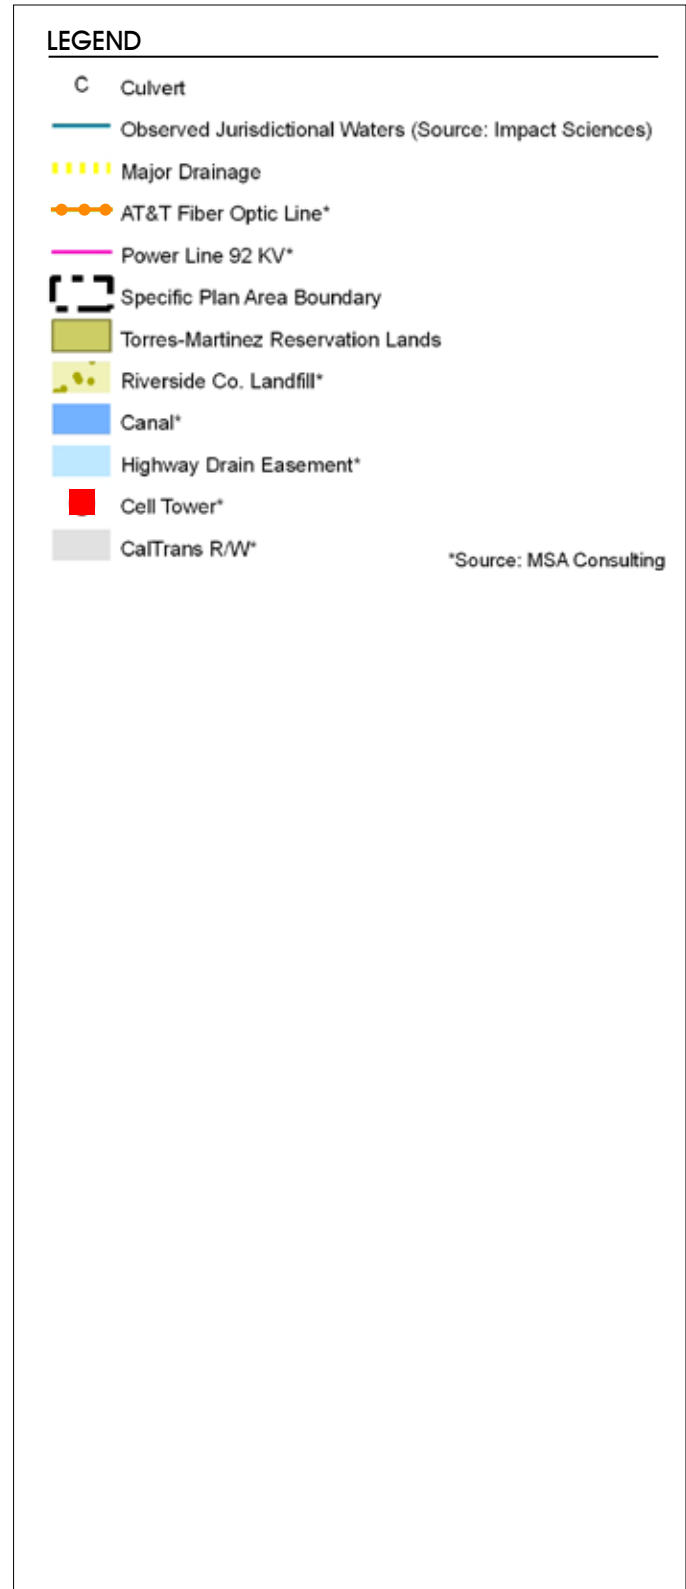 LEGEND
C Culvert
Observed Jurisdictional Waters (Source: Impact Sciences)
Major Drainage
AT&T Fiber Optic Line*
Power Line 92 KV*
Specific Plan Area Boundary
Torres-Martinez Reservation Lands
Riverside Co. Landfill*
Canal*
Highway Drain Easement*
Cell Tower*
CalTrans R/W*
*Source: MSA Consulting